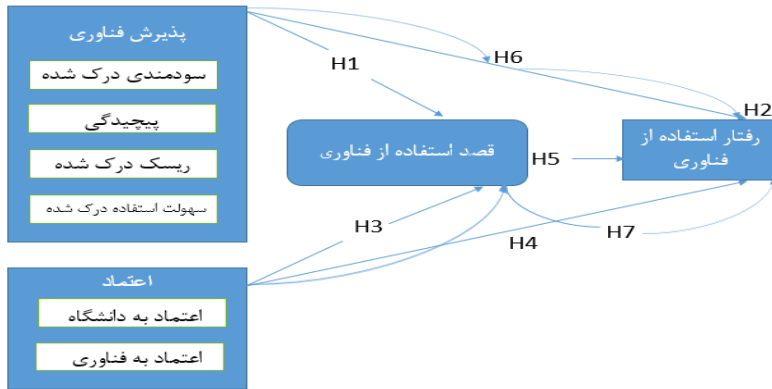 پذیرش فناوری
سودمندی درک شده
پیچیدگی
ریسک درک شده
سهولت استفاده درک شده
H1
H6
H2
قصد استفاده از فناوری
H5
رفتار استفاده از
فناوری
H3
H4
H7
اعتماد
اعتماد به دانشگاه
اعتماد به فناوری